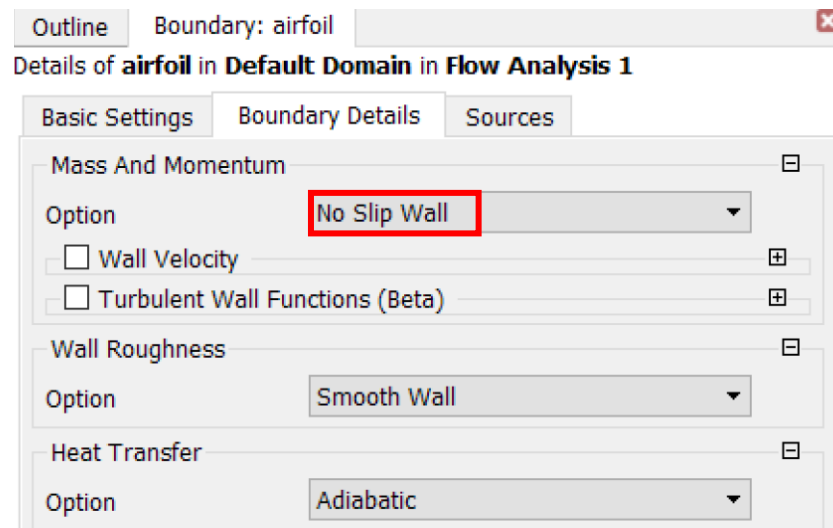 Outline Boundary: airfoil
Details of airfoil in Default Domain in Flow Analysis 1
Basic Settings Boundary Details Sources
Mass And Momentum
Option No Slip Wall
Wall Velocity
Turbulent Wall Functions (Beta)
Wall Roughness
Option Smooth Wall
Heat Transfer
Option Adiabatic